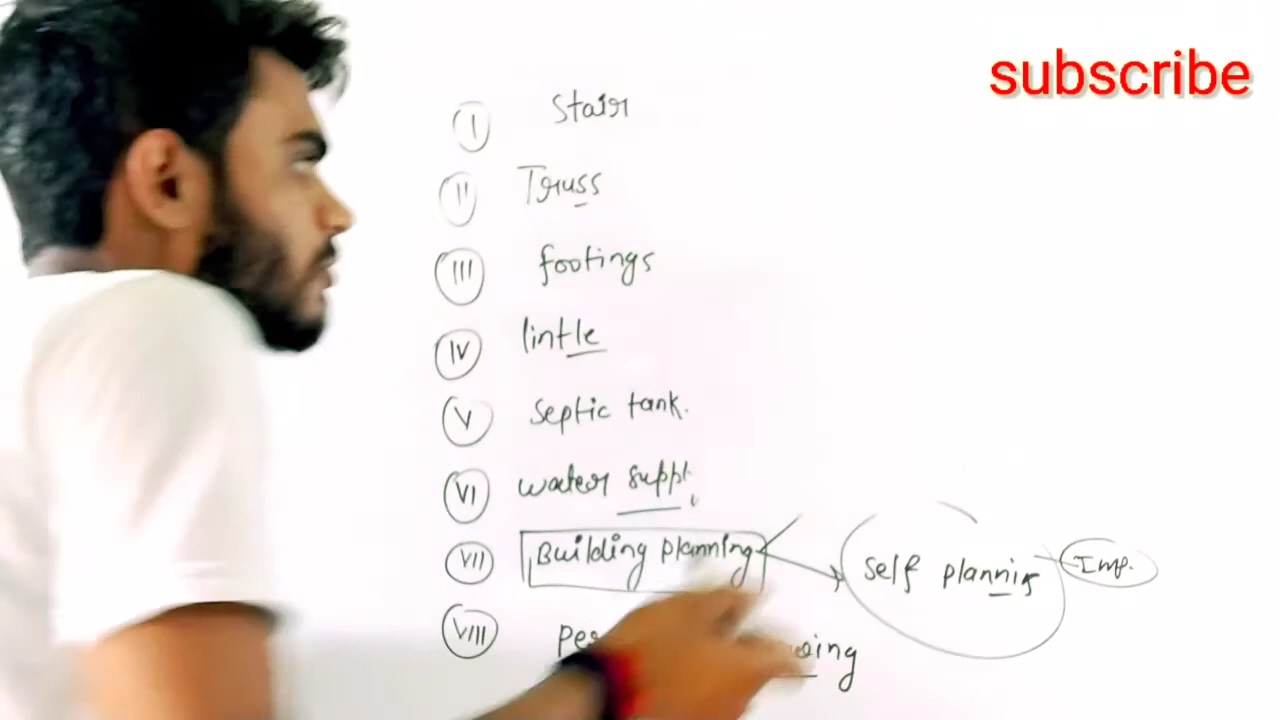 subscribe
I Stair
II Truss
III footings
IV lintle
V Septic tank.
VI water suppl
VII Building planning
Self planning
Imp.
VIII